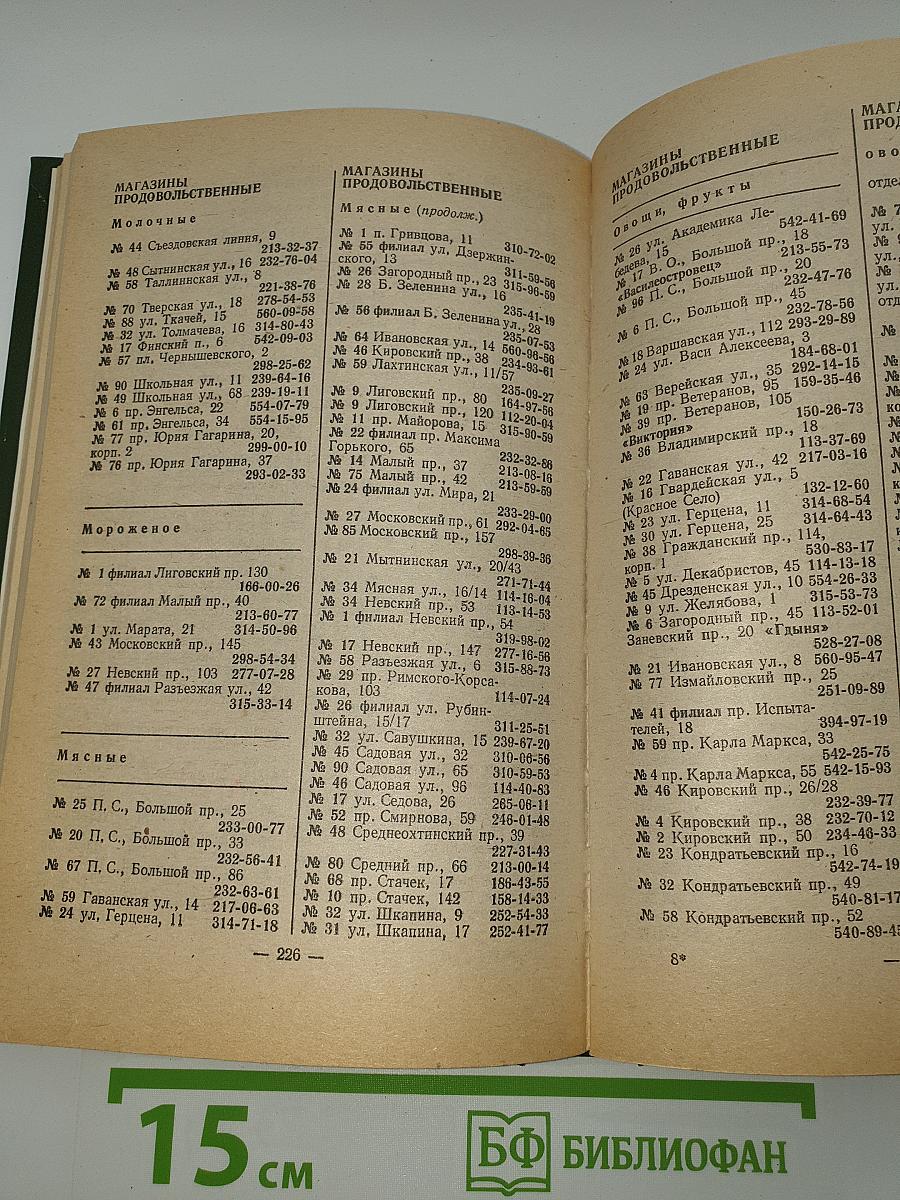 МАГАЗИНЫ
ПРОДОВОЛЬСТВЕННЫЕ
Молочные
№ 44 Съездовская линия, 9
213-32-37
№ 48 Сытнинская ул., 16 232-76-04
№ 58 Таллинская ул., 8
221-38-76
№ 70 Тверская ул., 18 278-54-53
№ 88 ул. Ткачей, 15 560-09-58
№ 32 ул. Толмачева, 16 314-80-43
№ 17 Финский п., 6 542-09-03
№ 57 пл. Чернышевского, 2
298-25-62
№ 90 Школьная ул., 11 239-64-16
№ 49 Школьная ул., 68 239-19-11
№ 6 пр. Энгельса, 22 554-07-79
№ 61 пр. Энгельса, 34 554-15-95
№ 77 пр. Юрия Гагарина, 20,
корп. 2 299-00-10
№ 76 пр. Юрия Гагарина, 37
293-02-33
Мороженое
№ 1 филиал Лиговский пр. 130
166-00-26
№ 72 филиал Малый пр., 40
213-60-77
№ 1 ул. Марата, 21 314-50-96
№ 43 Московский пр., 145
298-54-34
№ 27 Невский пр., 103 277-07-28
№ 47 филиал Разъезжая ул., 42
315-33-14
Мясные
№ 25 П. С., Большой пр., 25
233-00-77
№ 20 П, С., Большой пр., 33
232-56-41
№ 67 П, С., Большой пр., 86
232-63-61
№ 59 Гаванская ул., 14 217-06-63
№ 24 ул, Герцена, 11 314-71-18
МАГАЗИНЫ
ПРОДОВОЛЬСТВЕННЫЕ
Мясные (продолж.)
№ 1 п. Гривцова, 11 310-72-02
№ 55 филиал ул. Дзержин-
ского, 13 311-59-56
№ 26 Загородный пр., 23 315-96-59
№ 28 Б. Зеленина ул., 16
235-41-19
№ 56 филиал Б. Зеленина ул., 28
235-07-53
№ 64 Ивановская ул., 14 560-96-56
№ 46 Кировский пр., 38 234-93-61
№ 59 Лахтинская ул., 11/57
235-09-27
№ 9 Лиговский пр., 80 164-97-56
№ 9 Лиговский пр., 120 112-20-04
№ 11 пр. Майорова, 15 315-90-59
№ 22 филиал пр. Максима
Горького, 65 232-32-86
№ 14 Малый пр., 37 213-08-16
№ 75 Малый пр., 42 213-59-59
№ 24 филиал ул. Мира, 21
233-29-00
№ 27 Московский пр., 61 292-04-65
№ 85 Московский пр., 157
298-39-36
№ 21 Мытнинская ул., 20/43
271-71-44
№ 34 Мясная ул., 16/14 114-16-04
№ 34 Невский пр., 53 113-14-53
№ 1 филиал Невский пр., 54
319-98-02
№ 17 Невский пр., 147 277-16-56
№ 58 Разъезжая ул., 6 315-88-73
№ 29 пр. Римского-Корса-
кова, 103 114-07-24
№ 26 филиал ул. Рубин-
штейна, 15/17 311-25-51
№ 32 ул. Савушкина, 15 239-67-20
№ 45 Садовая ул., 32 310-06-56
№ 90 Садовая ул., 65 310-59-53
№ 46 Садовая ул., 96 114-40-83
№ 17 ул. Седова, 26 265-06-11
№ 52 пр. Смирнова, 59 246-01-48
№ 48 Среднеохтинский пр., 39
227-31-43
№ 80 Средний пр., 66 213-00-14
№ 68 пр. Стачек, 17 186-43-55
№ 10 пр. Стачек, 142 158-14-33
№ 32 ул. Шкапина, 9 252-54-33
№ 31 ул. Шкапина, 17 252-41-77
— 226 —
МАГАЗИНЫ
ПРОДОВОЛЬСТВЕННЫЕ
Овощи, фрукты
№ 26 ул. Академика Ле-
бедева, 15 542-41-69
№ 17 В. О., Большой пр., 18
«Василеостровец» 213-55-73
№ 96 П. С., Большой пр., 20
232-47-76
№ 6 П. С., Большой пр., 45
232-78-56
№ 18 Варшавская ул., 112 293-29-89
№ 24 ул. Васи Алексеева, 3
184-68-01
№ 63 Верейская ул., 35 292-14-15
№ 19 пр. Ветеранов, 95 159-35-46
№ 39 пр. Ветеранов, 105
«Виктория» 150-26-73
№ 36 Владимирский пр., 18
113-37-69
№ 22 Гаванская ул., 42 217-03-16
№ 16 Гвардейская ул., 5
(Красное Село) 132-12-60
№ 23 ул. Герцена, 11 314-68-54
№ 30 ул. Герцена, 25 314-64-43
№ 38 Гражданский пр., 114,
корп. 1 530-83-17
№ 5 ул. Декабристов, 45 114-13-18
№ 45 Дрезденская ул., 10 554-26-33
№ 9 ул. Желябова, 1 315-53-73
№ 6 Загородный пр., 45 113-52-01
Заневский пр., 20 «Гдыня»
528-27-08
№ 21 Ивановская ул., 8 560-95-47
№ 77 Измайловский пр., 25
251-09-89
№ 41 филиал пр. Испыта-
телей, 18 394-97-19
№ 59 пр. Карла Маркса, 33
542-25-75
№ 4 пр. Карла Маркса, 55 542-15-93
№ 46 Кировский пр., 26/28
232-39-77
№ 4 Кировский пр., 38 232-70-12
№ 2 Кировский пр., 50 234-46-33
№ 23 Кондратьевский пр., 16
542-74-19
№ 32 Кондратьевский пр., 49
540-81-17
№ 58 Кондратьевский пр., 52
540-89-45
8*
15 см
БФ БИБЛИОФАН